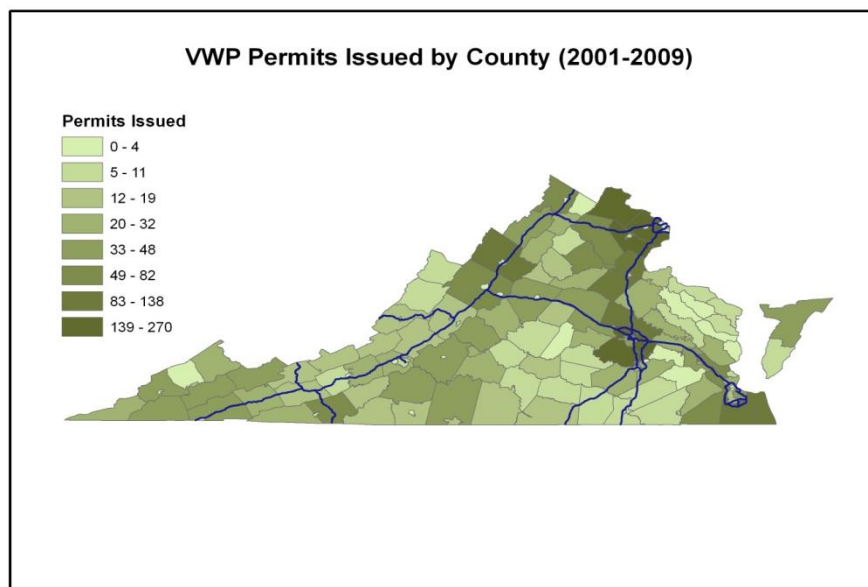 VWP Permits Issued by County (2001-2009)
Permits Issued
0 - 4
5 - 11
12 - 19
20 - 32
33 - 48
49 - 82
83 - 138
139 - 270